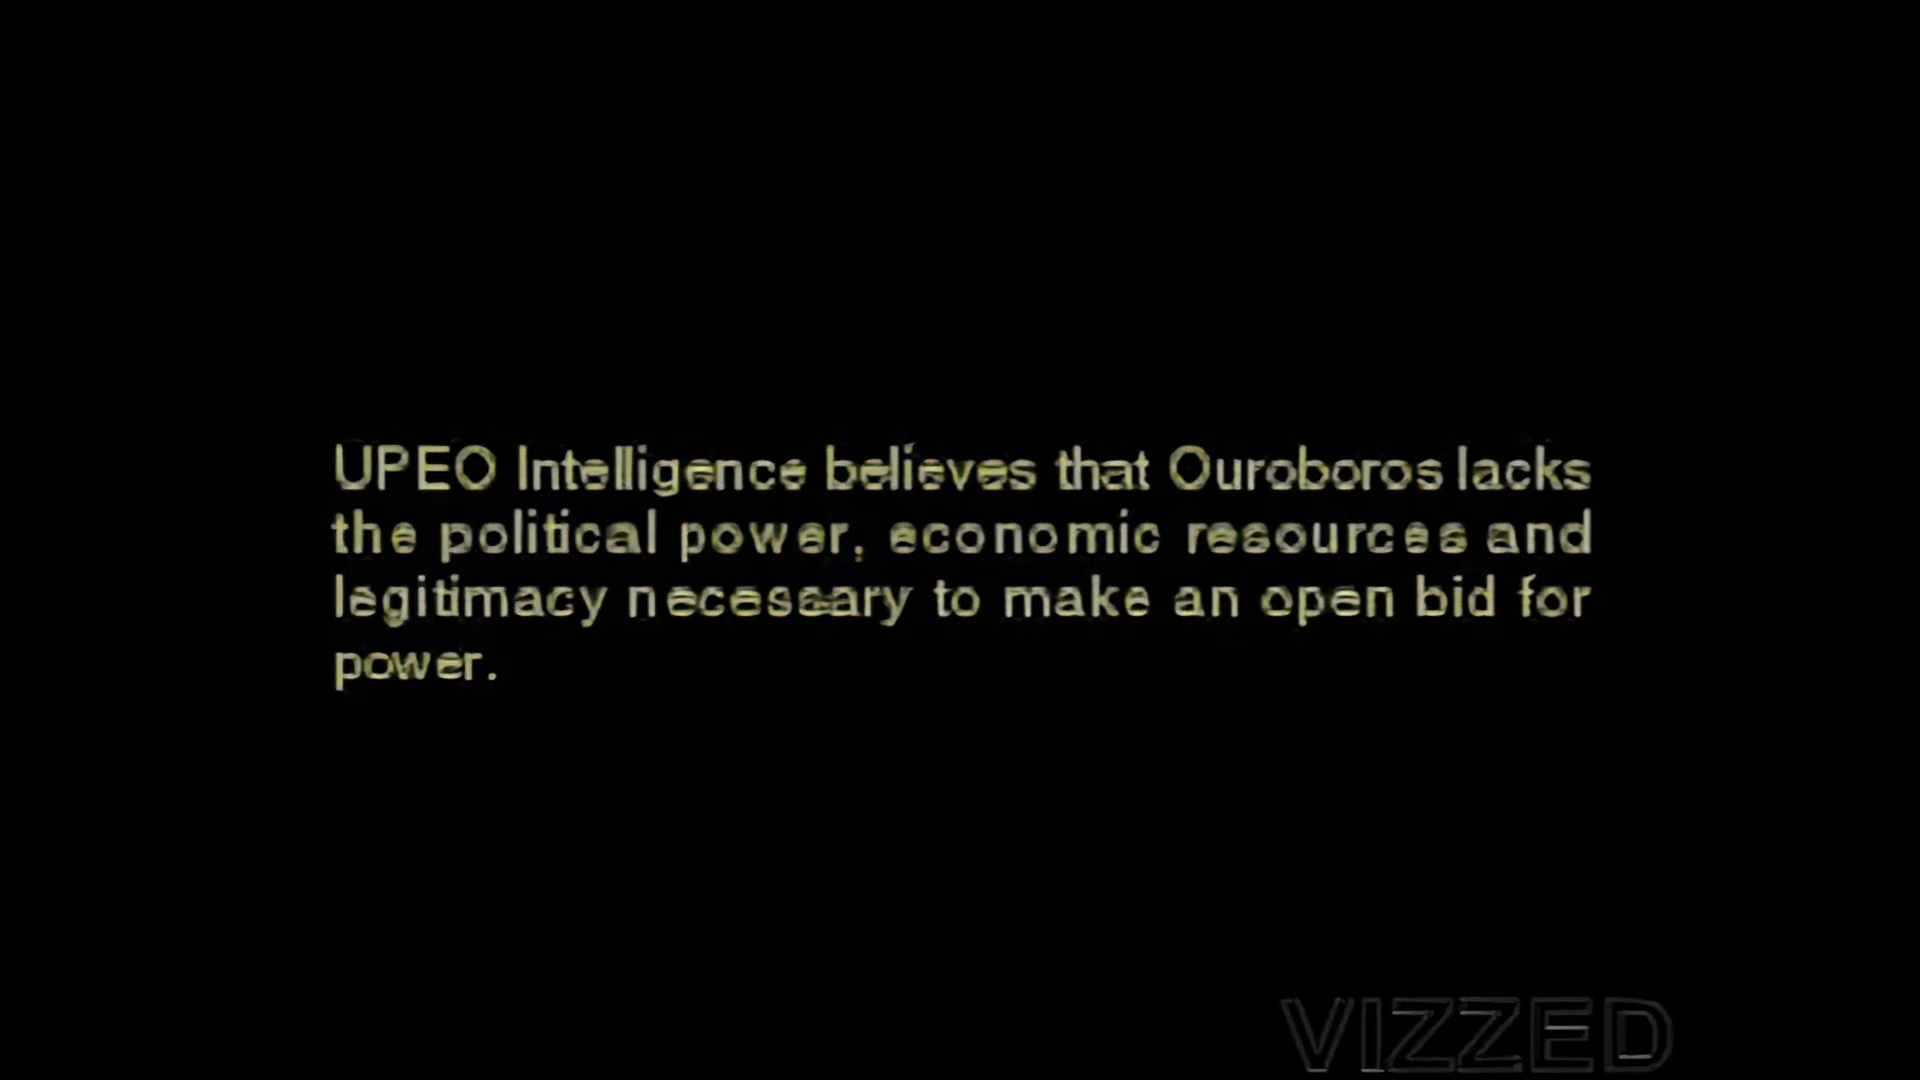 UPEO Intelligence believes that Ouroboros lacks
the political power, economic resources and
legitimacy necessary to make an open bid for
power.
VIZZED